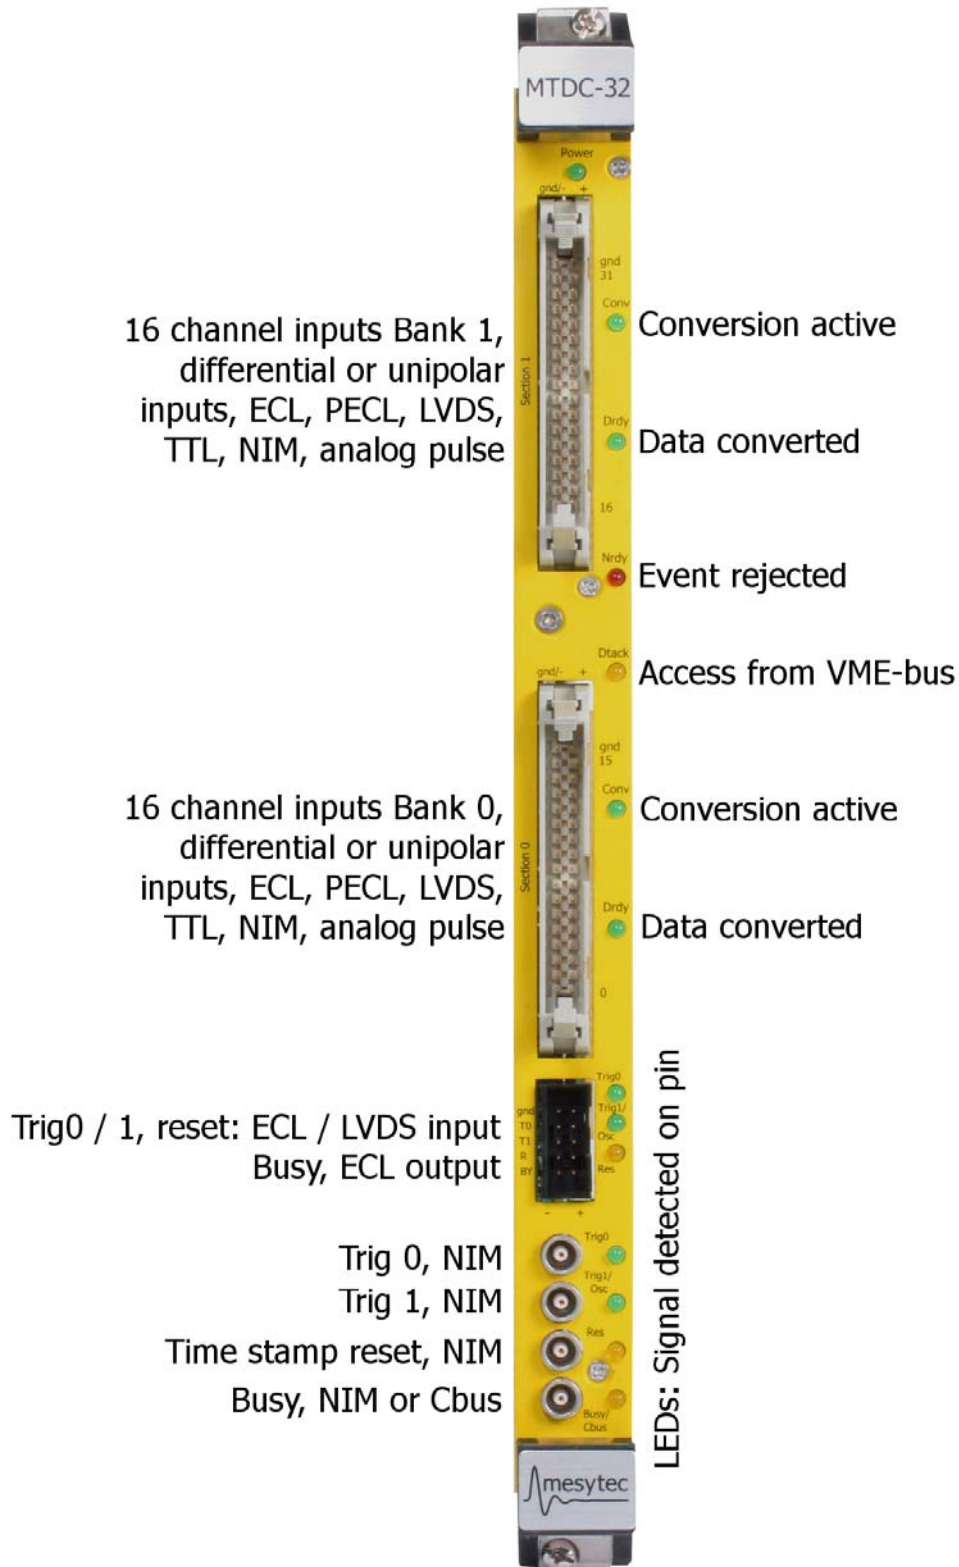 MTDC-32
Power
gnd/- +
gnd
31
Conv
16 channel inputs Bank 1,
differential or unipolar
inputs, ECL, PECL, LVDS,
TTL, NIM, analog pulse
Section 1
Conversion active
Drdy
Data converted
16
Nrdy
Event rejected
Dtack
Access from VME-bus
gnd/- +
gnd
15
Conv
16 channel inputs Bank 0,
differential or unipolar
inputs, ECL, PECL, LVDS,
TTL, NIM, analog pulse
Section 0
Conversion active
Drdy
Data converted
0
Trig0
Trig1/
Osc
Res
gnd
T0
T1
R
BY
- +
Trig0 / 1, reset: ECL / LVDS input
Busy, ECL output
LEDs: Signal detected on pin
Trig 0, NIM
Trig0
Trig 1, NIM
Trig1/
Osc
Time stamp reset, NIM
Res
Busy, NIM or Cbus
Busy/
Cbus
mesytec